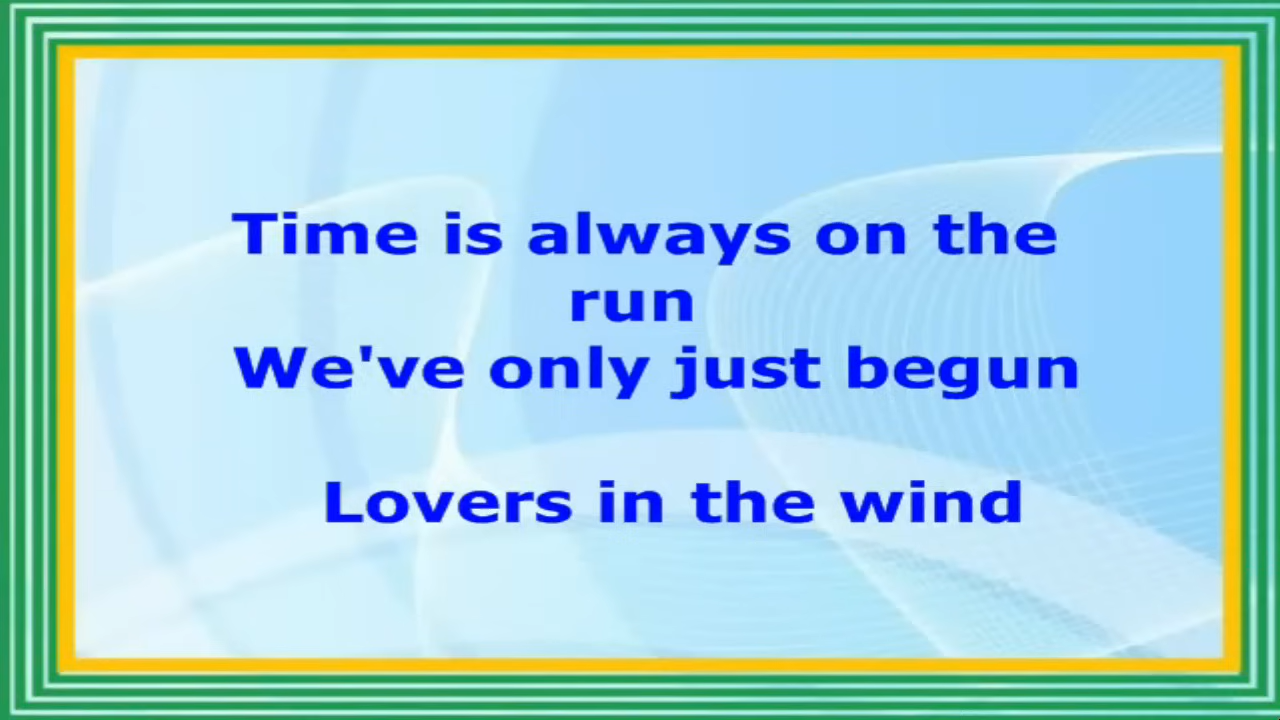 Time is always on the
run
We've only just begun
Lovers in the wind